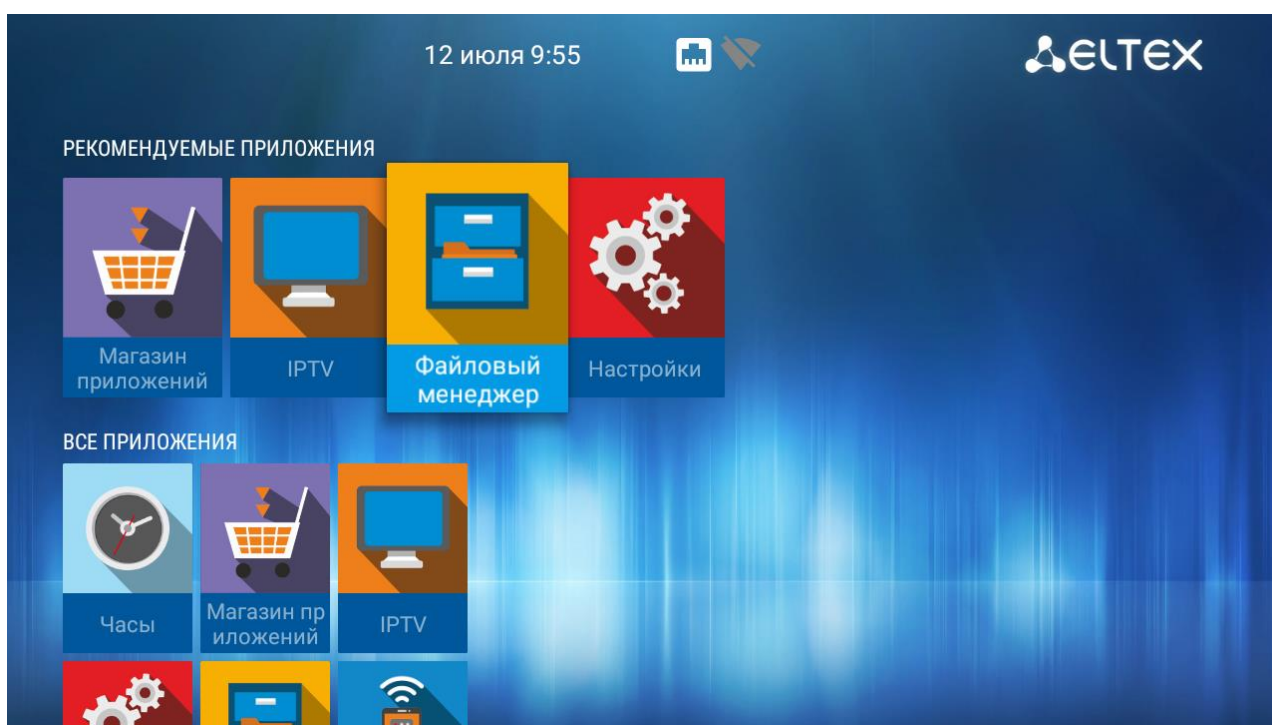 12 июля 9:55
ELTEX
РЕКОМЕНДУЕМЫЕ ПРИЛОЖЕНИЯ
Магазин
приложений
IPTV
Файловый
менеджер
Настройки
ВСЕ ПРИЛОЖЕНИЯ
Часы
Магазин пр
иложений
IPTV